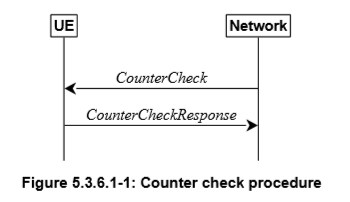 UE
Network
CounterCheck
CounterCheckResponse
Figure 5.3.6.1-1: Counter check procedure